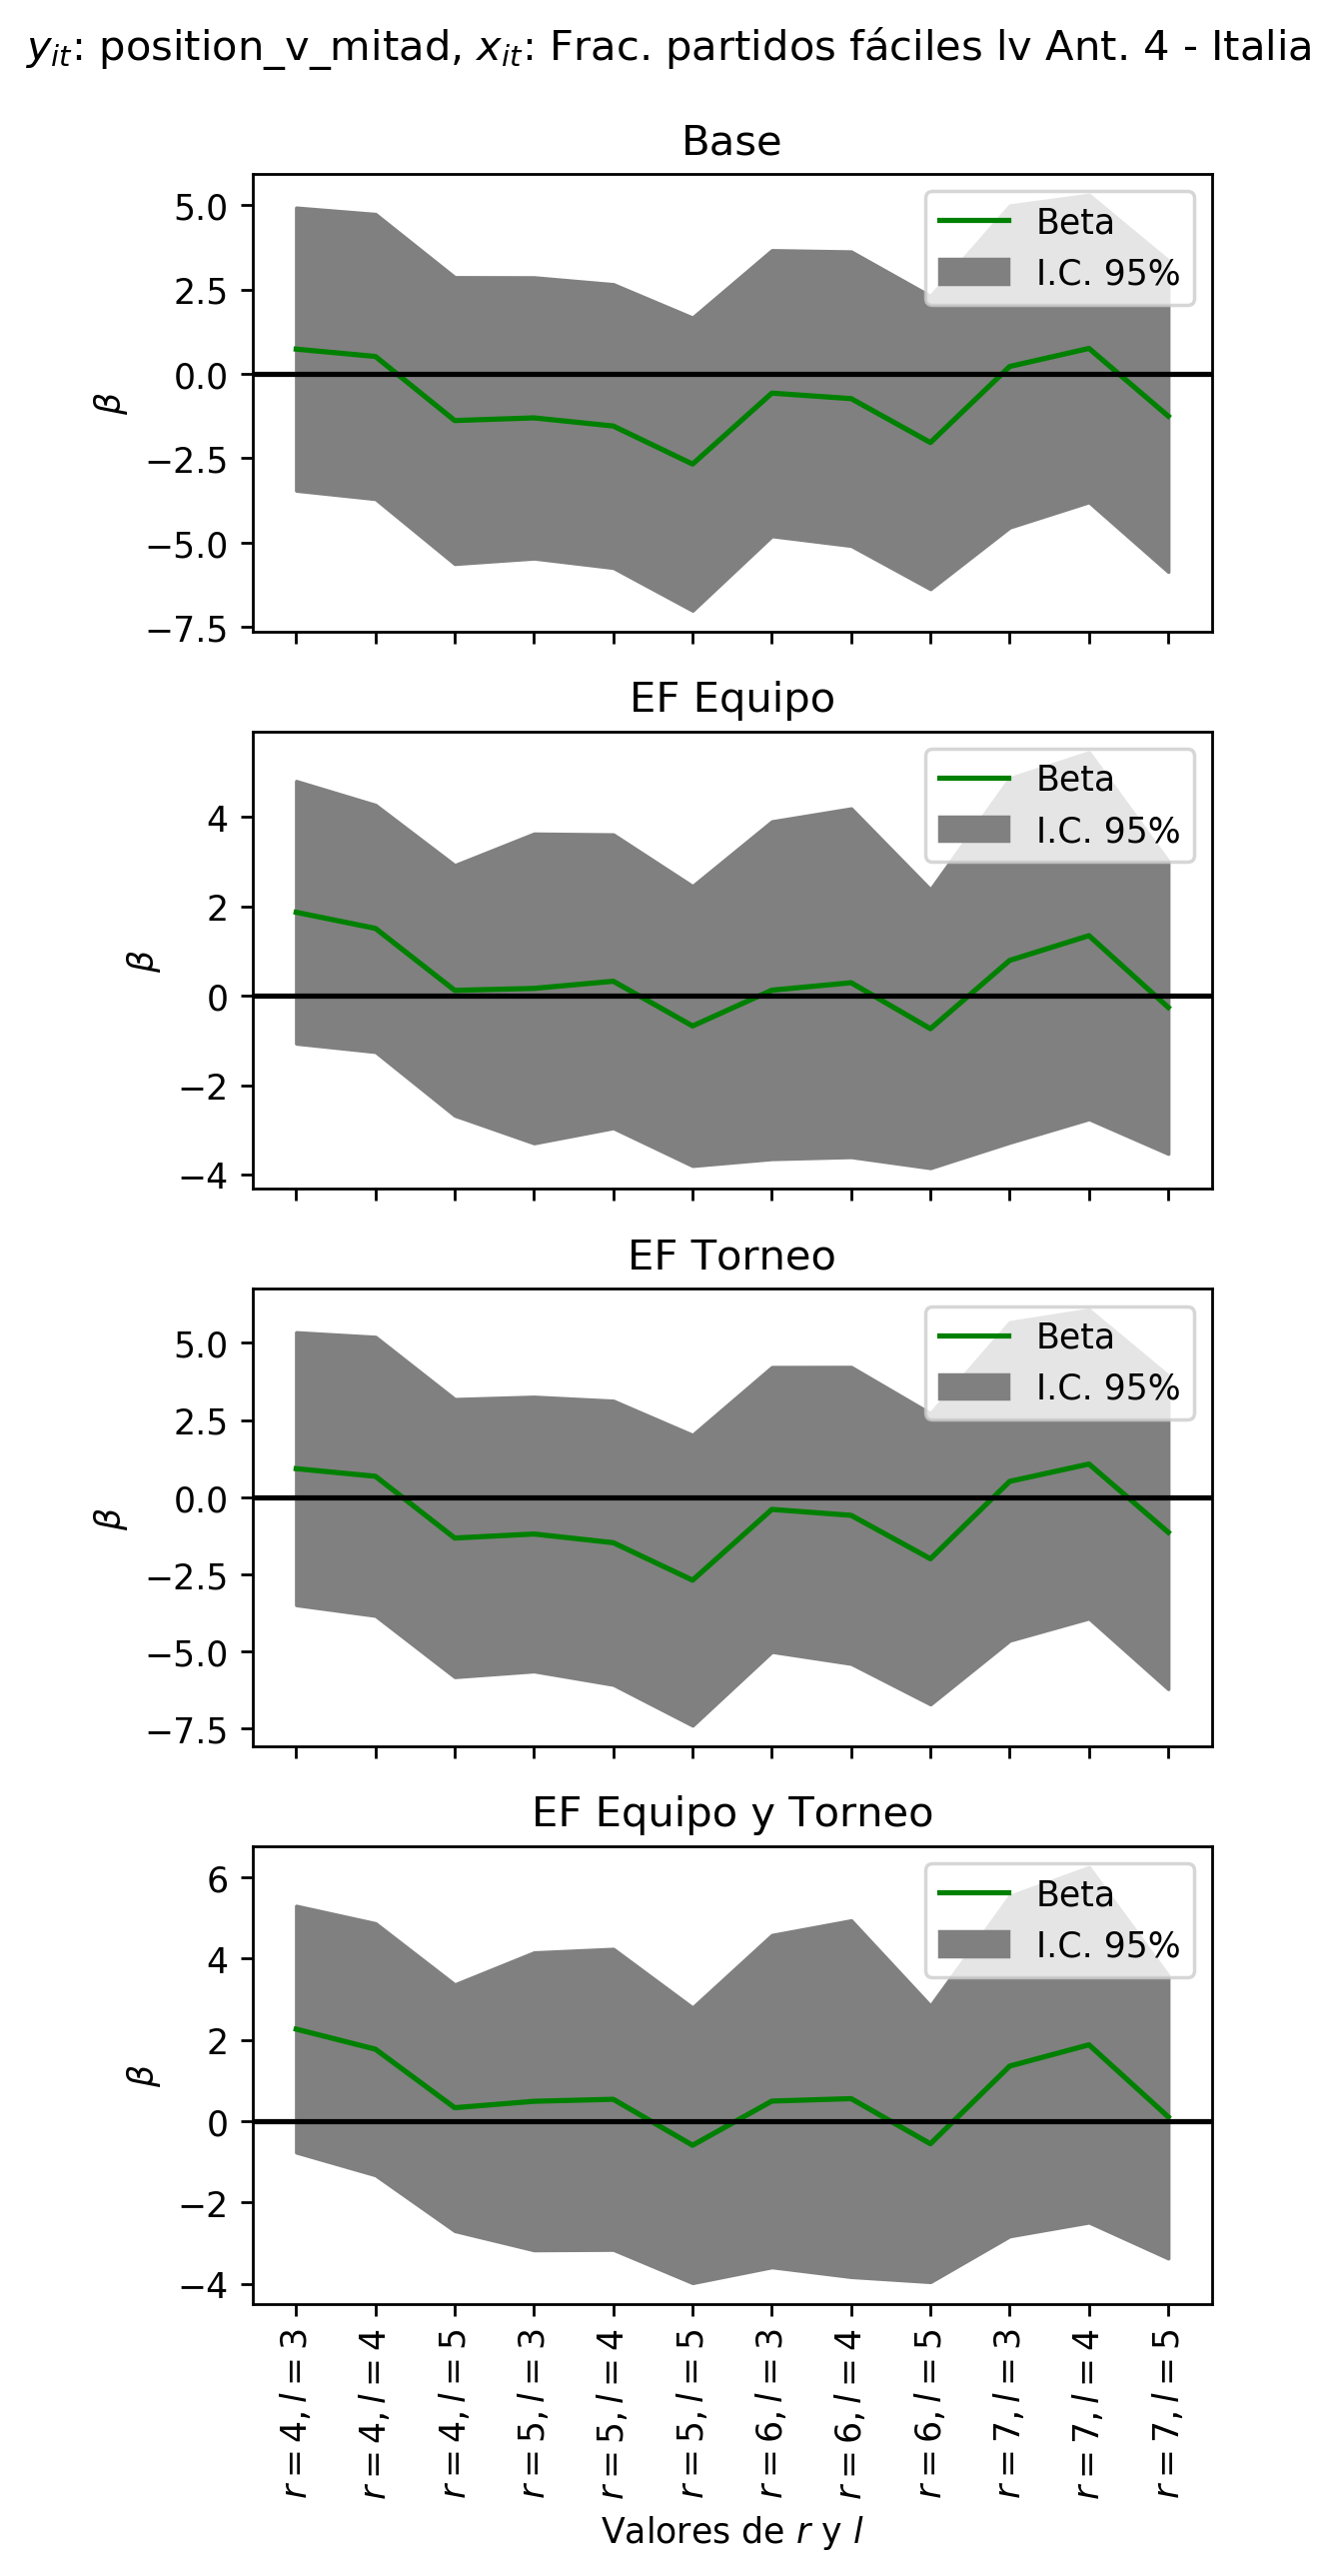 y_it: position_v_mitad, x_it: Frac. partidos fáciles lv Ant. 4 - Italia
Base
5.0
2.5
0.0
−2.5
−5.0
−7.5
β
Beta
I.C. 95%
EF Equipo
4
2
0
−2
−4
β
Beta
I.C. 95%
EF Torneo
5.0
2.5
0.0
−2.5
−5.0
−7.5
β
Beta
I.C. 95%
EF Equipo y Torneo
6
4
2
0
−2
−4
β
Beta
I.C. 95%
r = 4, l = 3
r = 4, l = 4
r = 4, l = 5
r = 5, l = 3
r = 5, l = 4
r = 5, l = 5
r = 6, l = 3
r = 6, l = 4
r = 6, l = 5
r = 7, l = 3
r = 7, l = 4
r = 7, l = 5
Valores de r y l